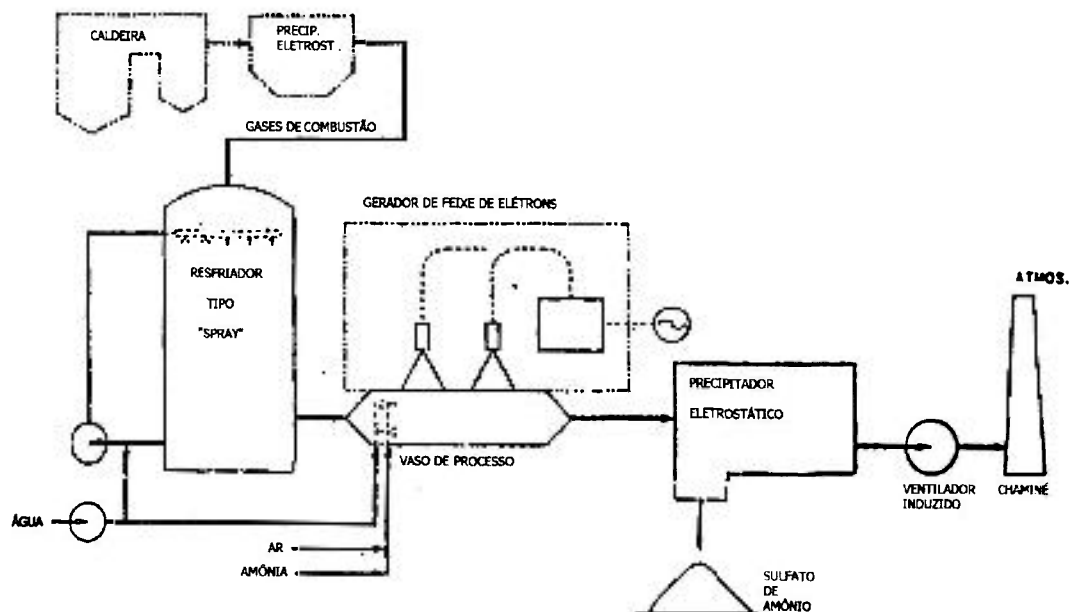 CALDEIRA
PRECIP.
ELETROST.
GASES DE COMBUSTÃO
GERADOR DE FEIXE DE ELÉTRONS
RESFRIADOR
TIPO
"SPRAY"
ATMOS.
PRECIPITADOR
ELETROSTÁTICO
VASO DE PROCESSO
VENTILADOR
INDUZIDO
CHAMINÉ
ÁGUA
AR
AMÔNIA
SULFATO
DE
AMÔNIO